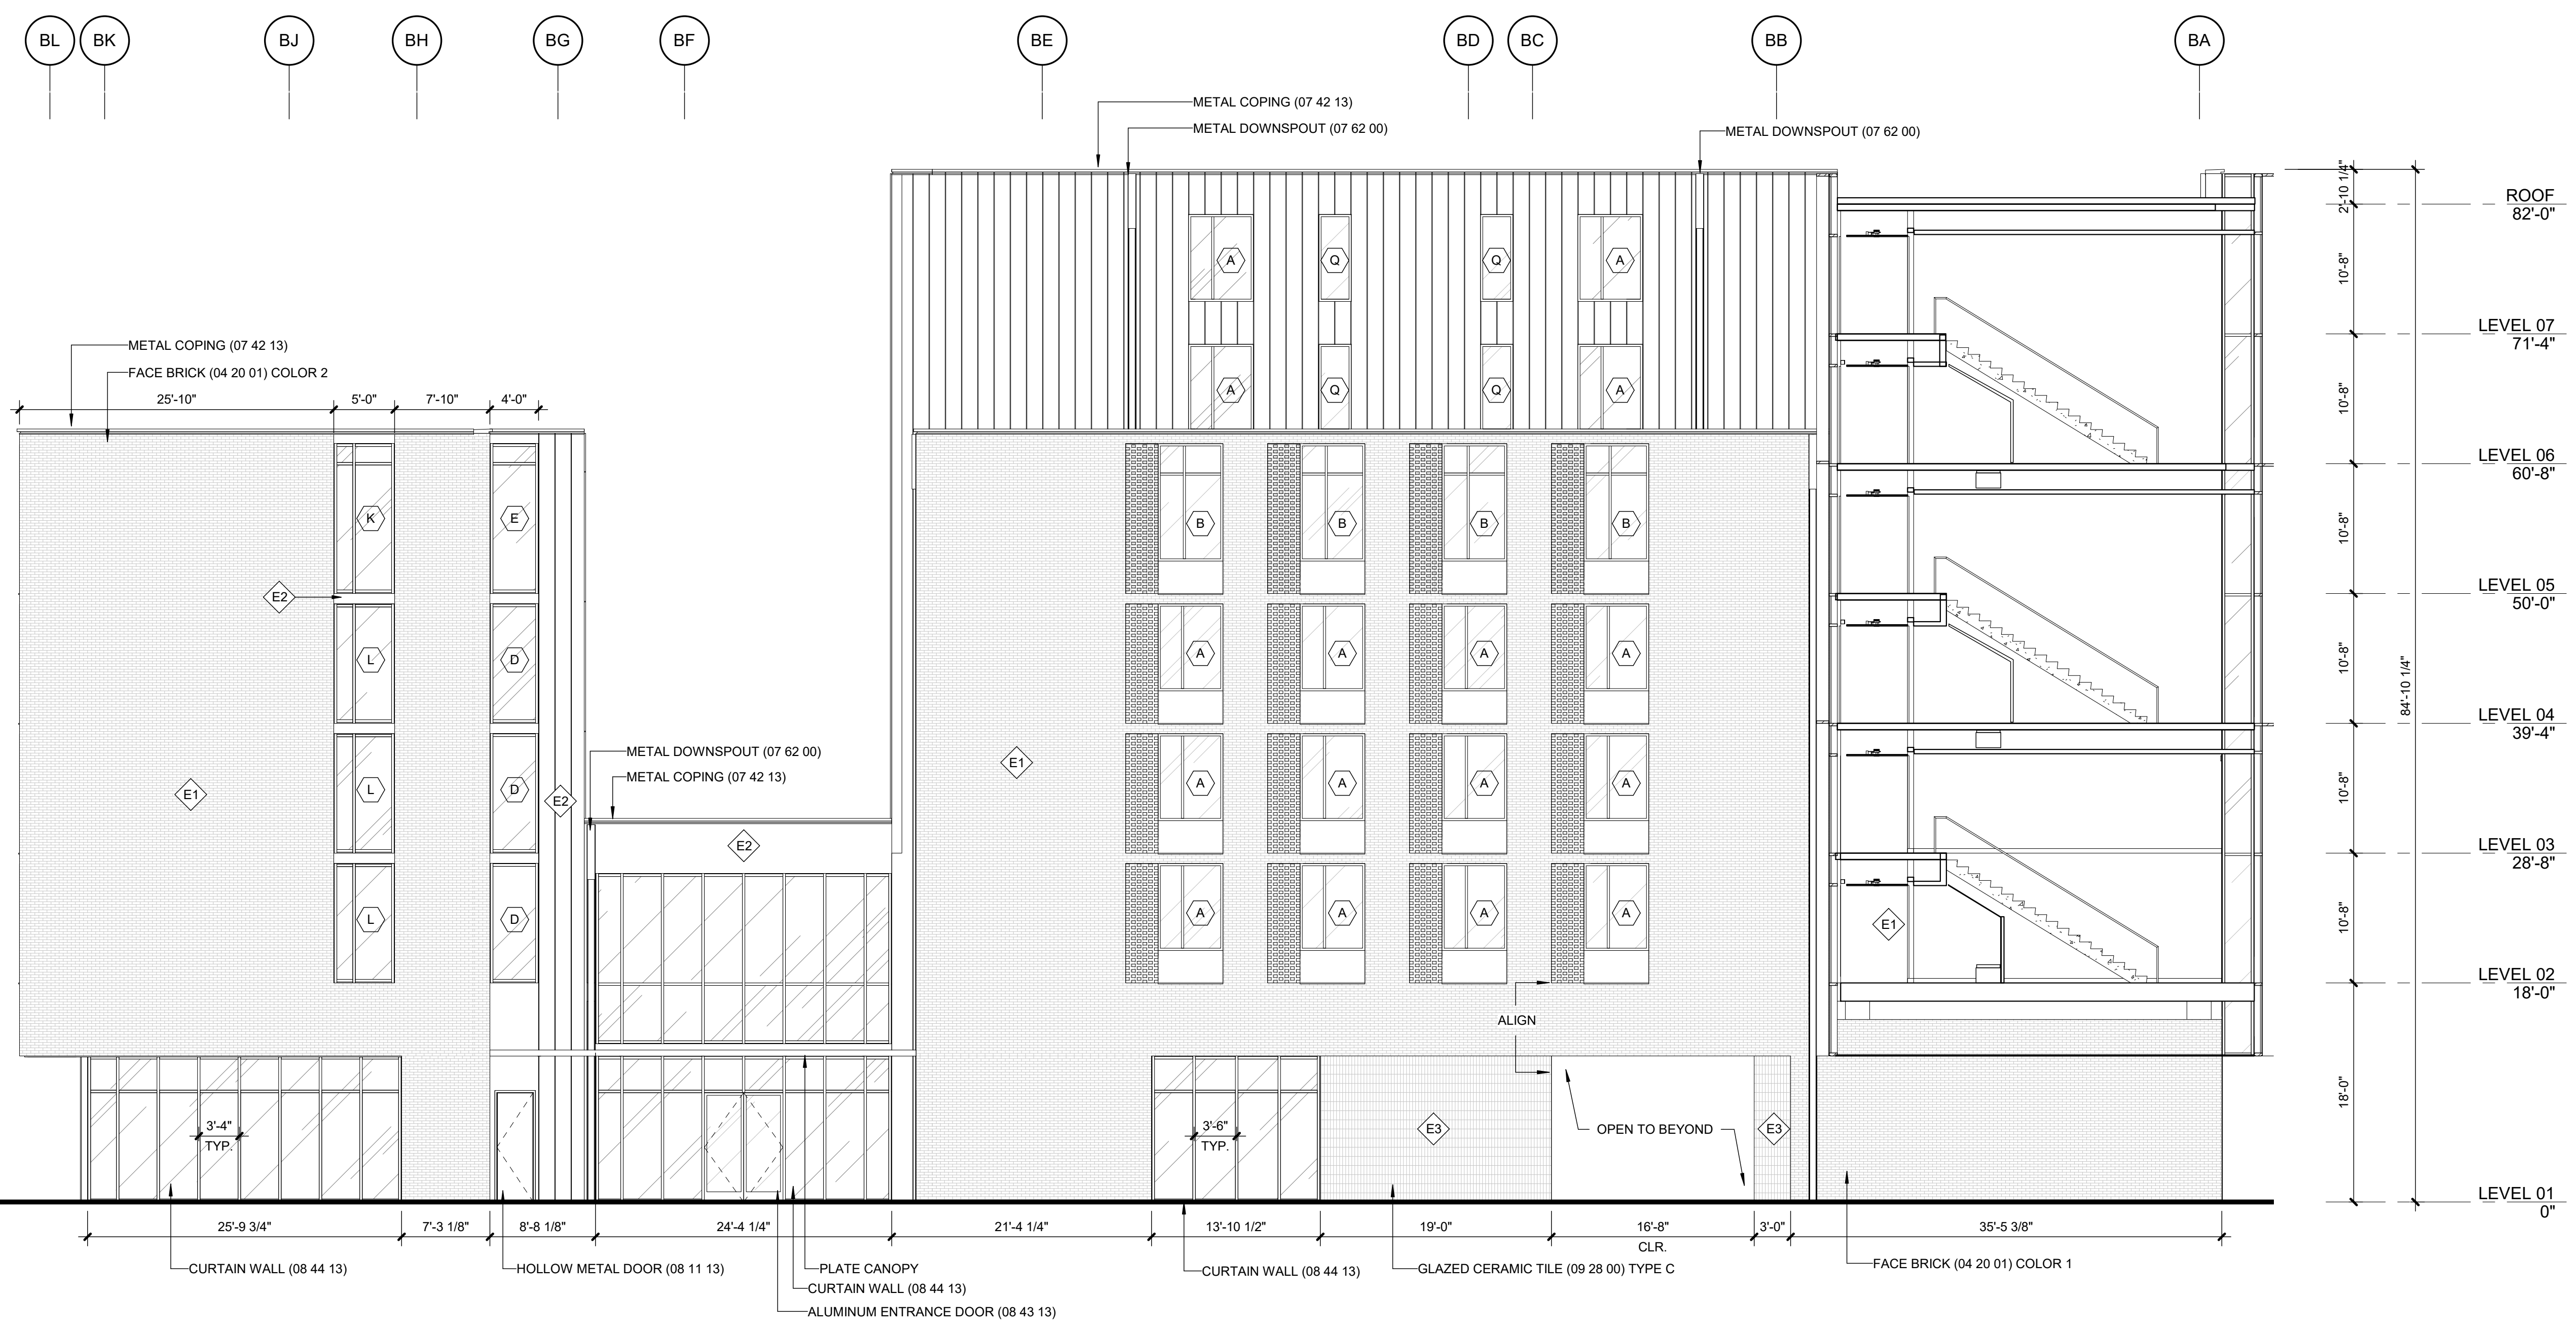 BL BK BJ BH BG BF BE BD BC BB BA
METAL COPING (07 42 13)
METAL DOWNSPOUT (07 62 00)
METAL DOWNSPOUT (07 62 00)
2'-10 1/4"
ROOF
82'-0"
A Q Q A
10'-8"
LEVEL 07
71'-4"
METAL COPING (07 42 13)
FACE BRICK (04 20 01) COLOR 2
A Q Q A
10'-8"
25'-10" 5'-0" 7'-10" 4'-0"
LEVEL 06
60'-8"
K E B B B B
10'-8"
E2
LEVEL 05
50'-0"
L D A A A A
10'-8"
84'-10 1/4"
LEVEL 04
39'-4"
METAL DOWNSPOUT (07 62 00)
METAL COPING (07 42 13)
E1
E1
L D A A A A
10'-8"
E2
E2
LEVEL 03
28'-8"
L D A A A A
E1
10'-8"
LEVEL 02
18'-0"
ALIGN
18'-0"
3'-4"
TYP.
3'-6"
TYP.
E3
OPEN TO BEYOND
E3
LEVEL 01
0"
25'-9 3/4" 7'-3 1/8" 8'-8 1/8" 24'-4 1/4" 21'-4 1/4" 13'-10 1/2" 19'-0" 16'-8" 3'-0" 35'-5 3/8"
CLR.
CURTAIN WALL (08 44 13)
HOLLOW METAL DOOR (08 11 13)
PLATE CANOPY
CURTAIN WALL (08 44 13)
ALUMINUM ENTRANCE DOOR (08 43 13)
CURTAIN WALL (08 44 13)
GLAZED CERAMIC TILE (09 28 00) TYPE C
FACE BRICK (04 20 01) COLOR 1